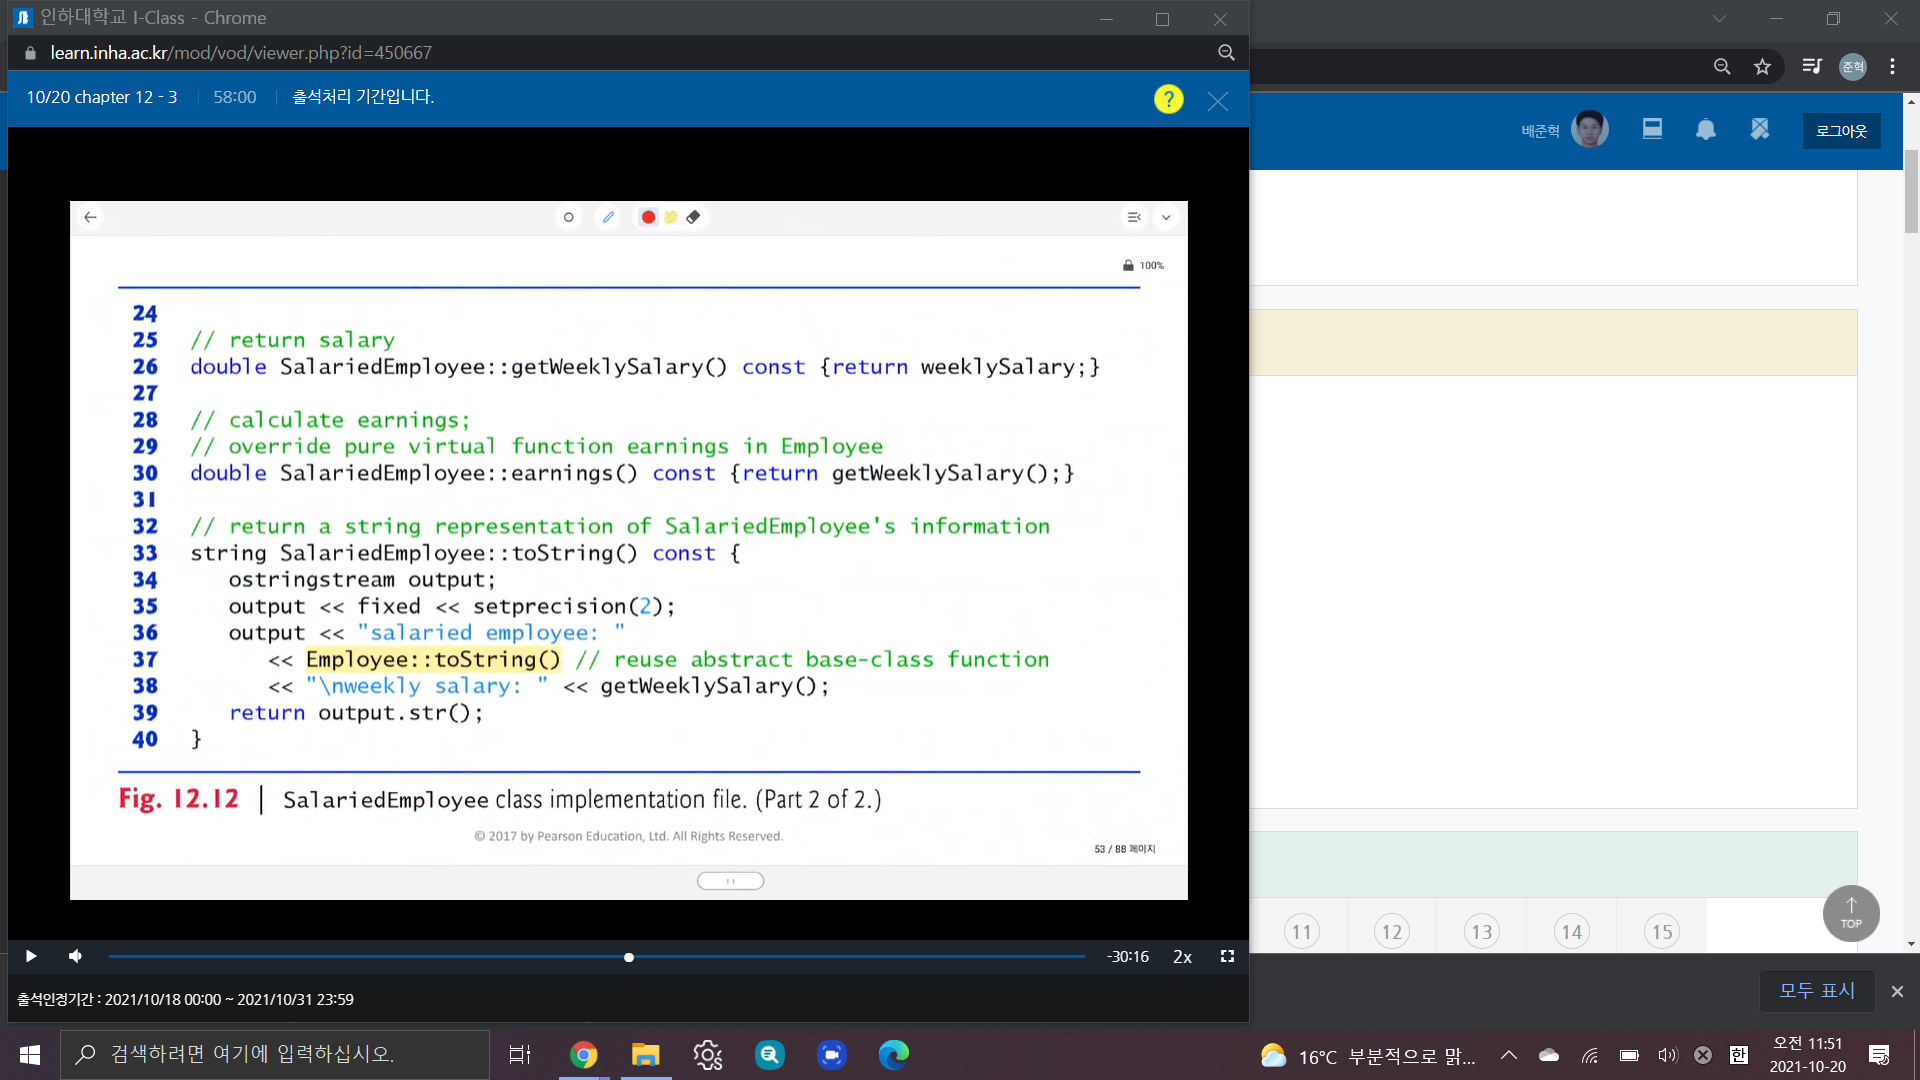 인하대학교 I-Class - Chrome
learn.inha.ac.kr/mod/vod/viewer.php?id=450667
준혁
10/20 chapter 12 - 3 58:00 출석처리 기간입니다.
?
배준혁
로그아웃
100%
24
25 // return salary
26 double SalariedEmployee::getWeeklySalary() const {return weeklySalary;}
27
28 // calculate earnings;
29 // override pure virtual function earnings in Employee
30 double SalariedEmployee::earnings() const {return getWeeklySalary();}
31
32 // return a string representation of SalariedEmployee's information
33 string SalariedEmployee::toString() const {
34 ostringstream output;
35 output << fixed << setprecision(2);
36 output << "salaried employee: "
37 << Employee::toString() // reuse abstract base-class function
38 << "\nweekly salary: " << getWeeklySalary();
39 return output.str();
40 }
Fig. 12.12 | SalariedEmployee class implementation file. (Part 2 of 2.)
© 2017 by Pearson Education, Ltd. All Rights Reserved.
53 / 88 페이지
11 12 13 14 15
TOP
-30:16 2x
출석인정기간 : 2021/10/18 00:00 ~ 2021/10/31 23:59
모두 표시
검색하려면 여기에 입력하십시오.
16°C 부분적으로 맑...
한
오전 11:51
2021-10-20